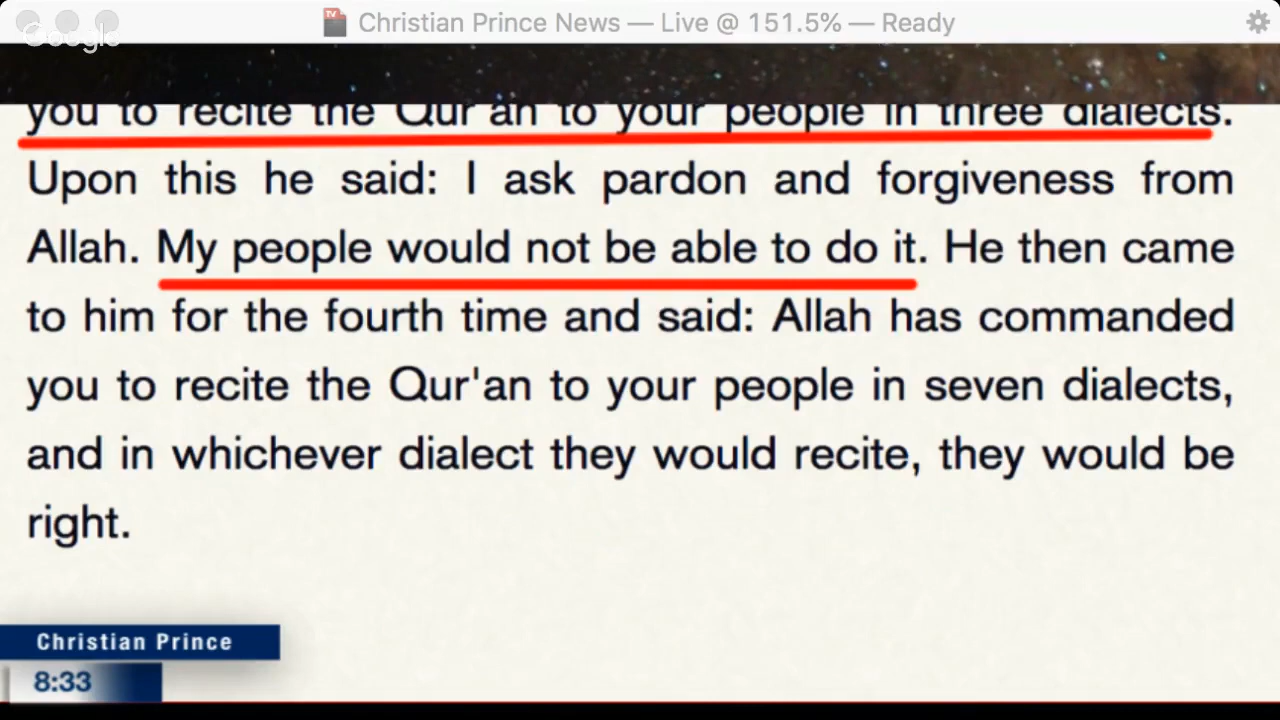 Christian Prince News — Live @ 151.5% — Ready
Google
you to recite the Qur'an to your people in three dialects.
Upon this he said: I ask pardon and forgiveness from
Allah. My people would not be able to do it. He then came
to him for the fourth time and said: Allah has commanded
you to recite the Qur'an to your people in seven dialects,
and in whichever dialect they would recite, they would be
right.
Christian Prince
8:33